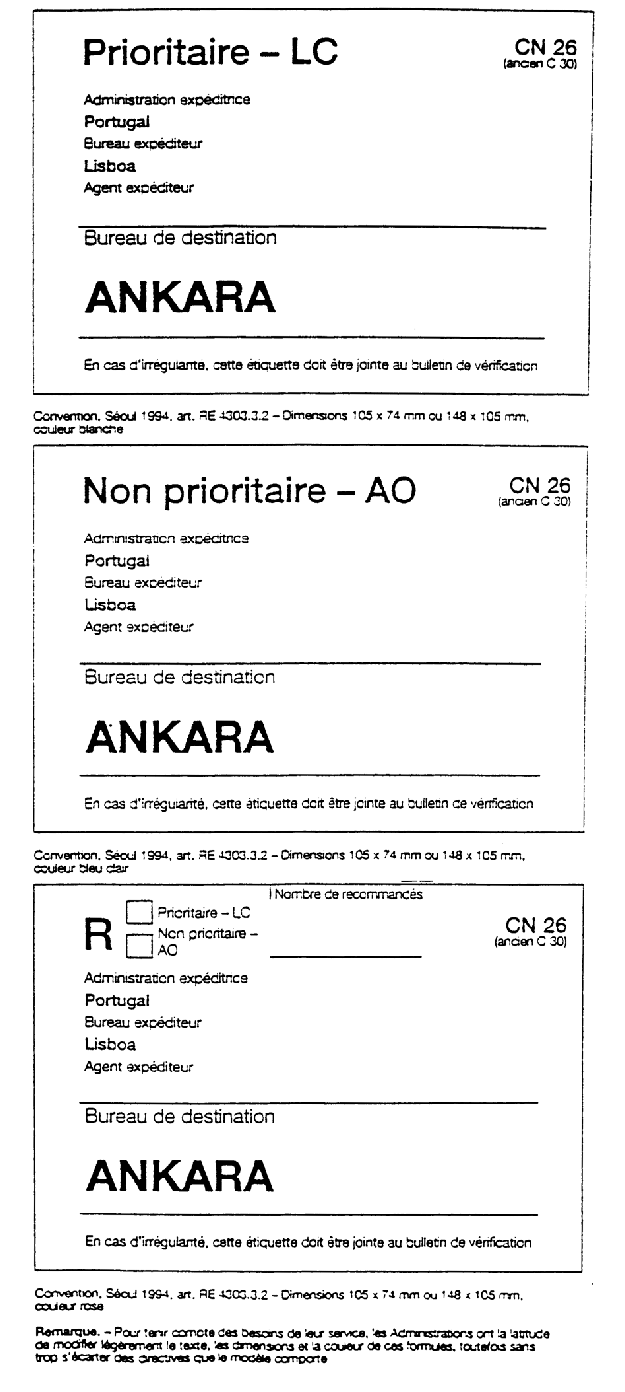 Prioritaire – LC
CN 26
(ancien C 30)
Administration expéditrice
Portugal
Bureau expéditeur
Lisboa
Agent expéditeur
Bureau de destination
ANKARA
En cas d'irrégularité, cette étiquette doit être jointe au bulletin de vérification
Convention, Séoul 1994, art. RE 4303.3.2 – Dimensions 105 x 74 mm ou 148 x 105 mm,
couleur blanche
Non prioritaire – AO
CN 26
(ancien C 30)
Administration expéditrice
Portugal
Bureau expéditeur
Lisboa
Agent expéditeur
Bureau de destination
ANKARA
En cas d'irrégularité, cette étiquette doit être jointe au bulletin de vérification
Convention, Séoul 1994, art. RE 4303.3.2 – Dimensions 105 x 74 mm ou 148 x 105 mm,
couleur bleu clair
R
Prioritaire – LC
Non prioritaire –
AO
Nombre de recommandés
CN 26
(ancien C 30)
Administration expéditrice
Portugal
Bureau expéditeur
Lisboa
Agent expéditeur
Bureau de destination
ANKARA
En cas d'irrégularité, cette étiquette doit être jointe au bulletin de vérification
Convention, Séoul 1994, art. RE 4303.3.2 – Dimensions 105 x 74 mm ou 148 x 105 mm,
couleur rose
Remarque. – Pour tenir compte des besoins de leur service, les Administrations ont la latitude
de modifier légèrement le texte, les dimensions et la couleur de ces formules, toutefois sans
trop s'écarter des directives que le modèle comporte